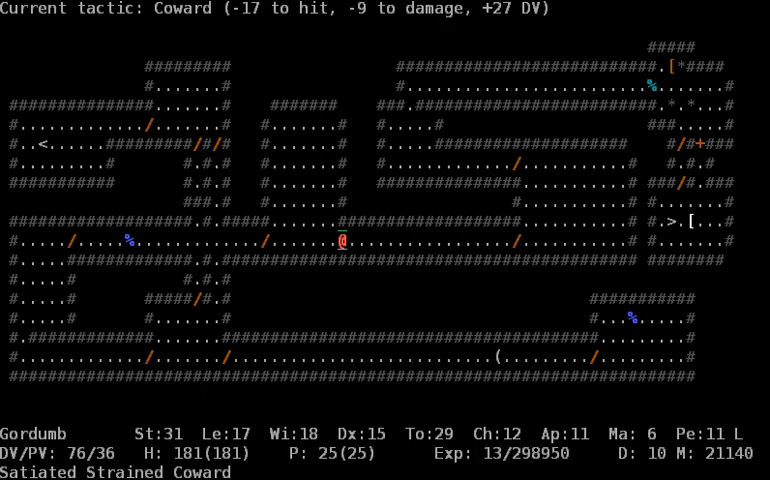 Current tactic: Coward (-17 to hit, -9 to damage, +27 DV)
Gordumb St:31 Le:17 Wi:18 Dx:15 To:29 Ch:12 Ap:11 Ma: 6 Pe:11 L
DV/PV: 76/36 H: 181(181) P: 25(25) Exp: 13/298950 D: 10 M: 21140
Satiated Strained Coward